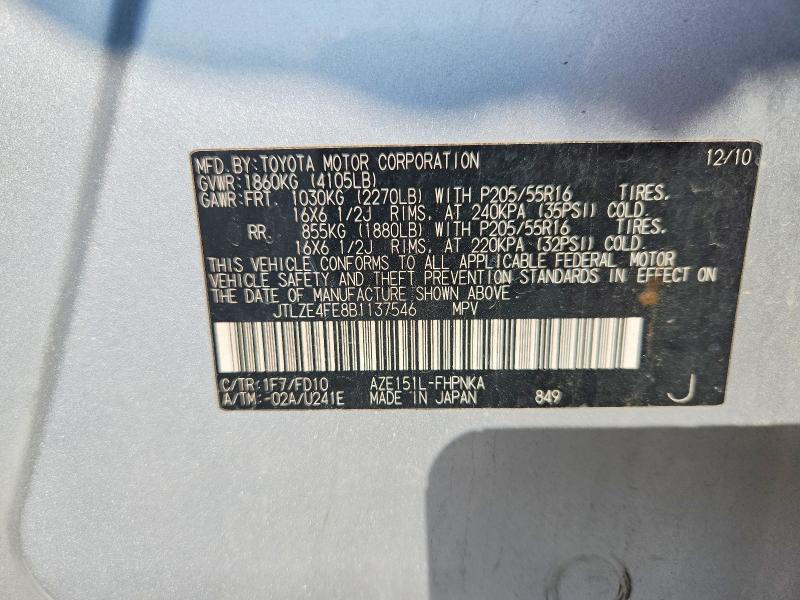 MFD.BY:TOYOTA MOTOR CORPORATION 12/10
GVWR:1860KG (4105LB)
GAWR:FRT. 1030KG (2270LB) WITH P205/55R16 TIRES.
16X6 1/2J RIMS, AT 240KPA (35PSI) COLD.
RR. 855KG (1880LB) WITH P205/55R16 TIRES.
16X6 1/2J RIMS, AT 220KPA (32PSI) COLD.
THIS VEHICLE CONFORMS TO ALL APPLICABLE FEDERAL MOTOR
VEHICLE SAFETY AND THEFT PREVENTION STANDARDS IN EFFECT ON
THE DATE OF MANUFACTURE SHOWN ABOVE.
JTLZE4FE8B1137546 MPV
C/TR:1F7/FD10 AZE151L-FHPNKA
A/TM:-02A/U241E MADE IN JAPAN 849 J